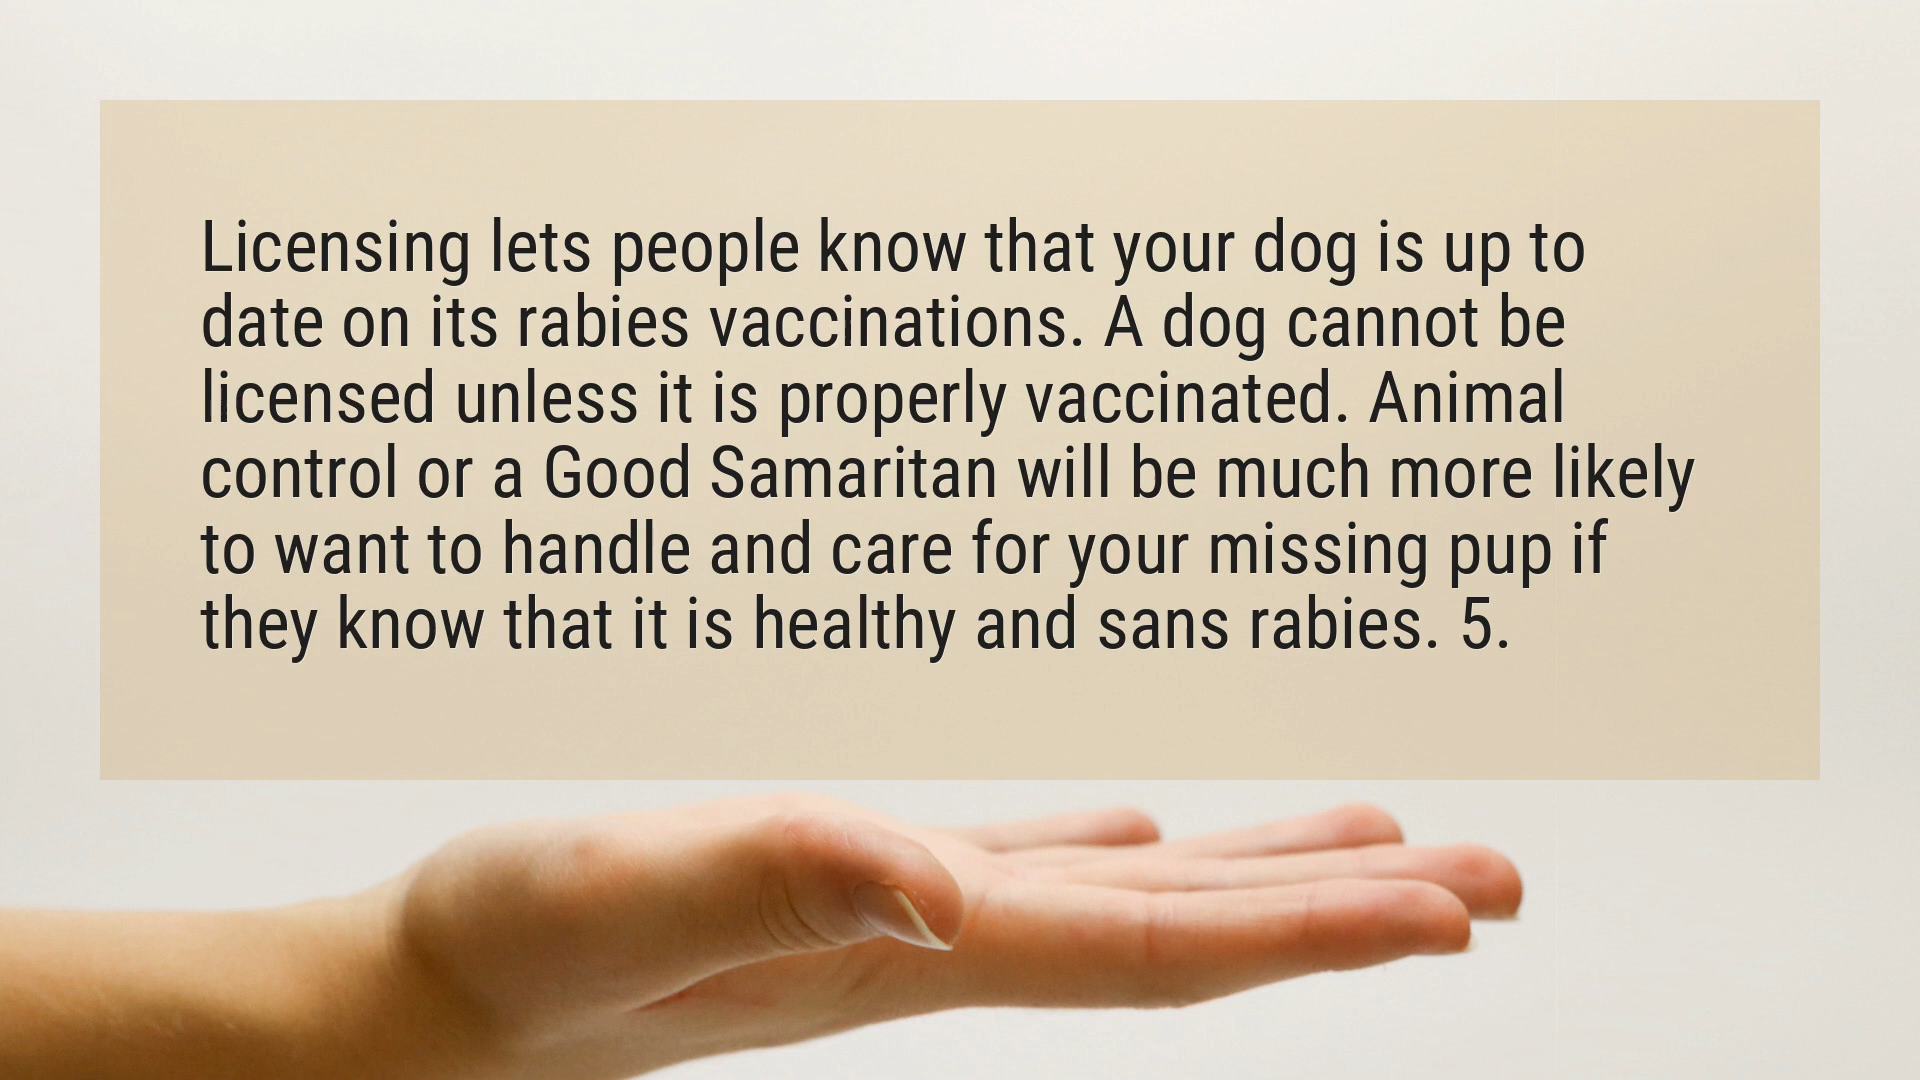 Licensing lets people know that your dog is up to
date on its rabies vaccinations. A dog cannot be
licensed unless it is properly vaccinated. Animal
control or a Good Samaritan will be much more likely
to want to handle and care for your missing pup if
they know that it is healthy and sans rabies. 5.